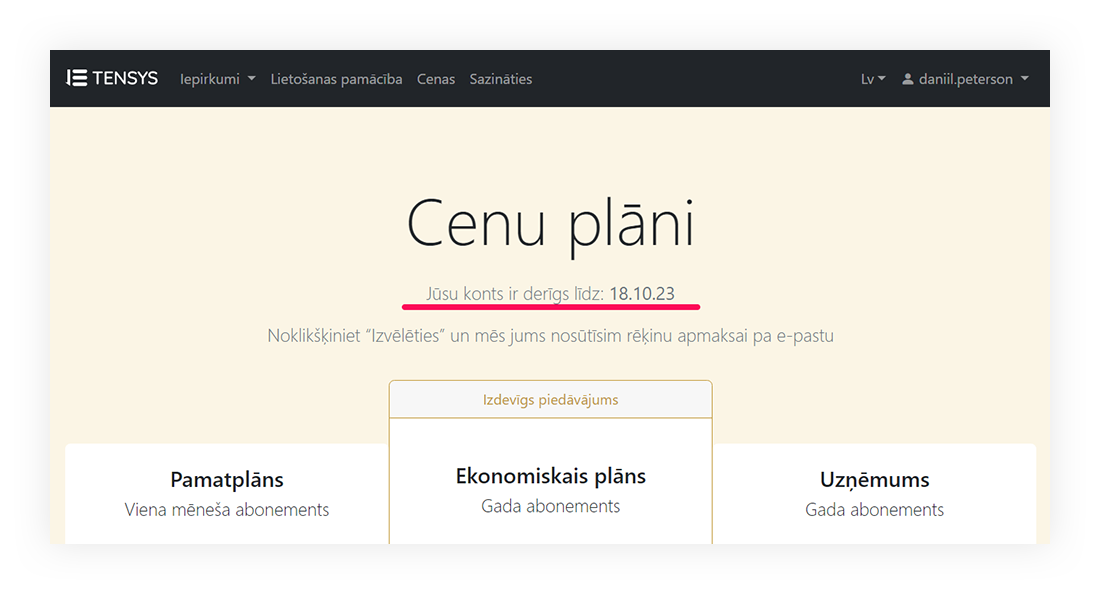 TENSYS Iepirkumi Lietošanas pamācība Cenas Sazināties Lv daniil.peterson
Cenu plāni
Jūsu konts ir derīgs līdz: 18.10.23
Noklikšķiniet “Izvēlēties” un mēs jums nosūtīsim rēķinu apmaksai pa e-pastu
Izdevīgs piedāvājums
Pamatplāns
Viena mēneša abonements
Ekonomiskais plāns
Gada abonements
Uzņēmums
Gada abonements